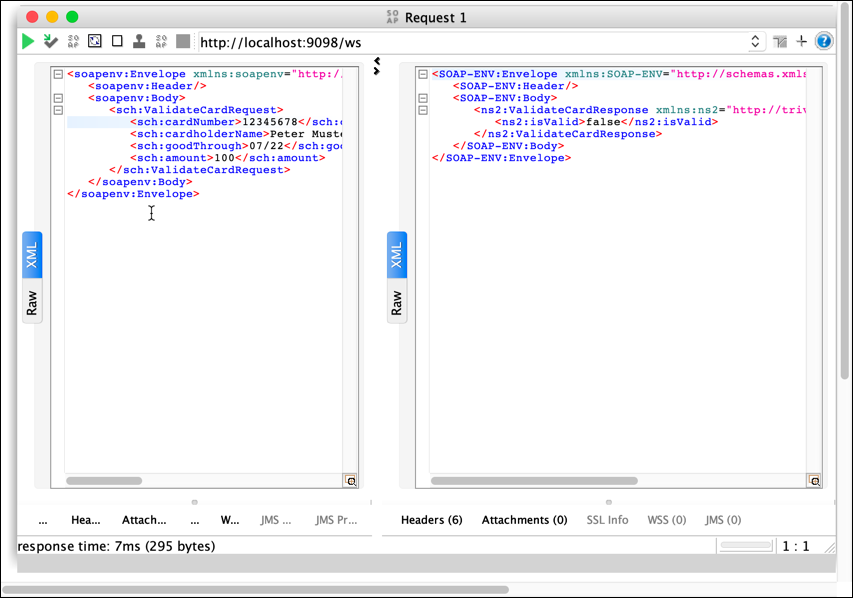 SOAP Request 1
http://localhost:9098/ws
<soapenv:Envelope xmlns:soapenv="http:/
<soapenv:Header/>
<soapenv:Body>
<sch:ValidateCardRequest>
<sch:cardNumber>12345678</sch:
<sch:cardholderName>Peter Muste
<sch:goodThrough>07/22</sch:goo
<sch:amount>100</sch:amount>
</sch:ValidateCardRequest>
</soapenv:Body>
</soapenv:Envelope>
XML
Raw
<SOAP-ENV:Envelope xmlns:SOAP-ENV="http://schemas.xmls
<SOAP-ENV:Header/>
<SOAP-ENV:Body>
<ns2:ValidateCardResponse xmlns:ns2="http://triv
<ns2:isValid>false</ns2:isValid>
</ns2:ValidateCardResponse>
</SOAP-ENV:Body>
</SOAP-ENV:Envelope>
XML
Raw
... Hea... Attach... ... W... JMS ... JMS Pr...
Headers (6) Attachments (0) SSL Info WSS (0) JMS (0)
response time: 7ms (295 bytes)
1 : 1